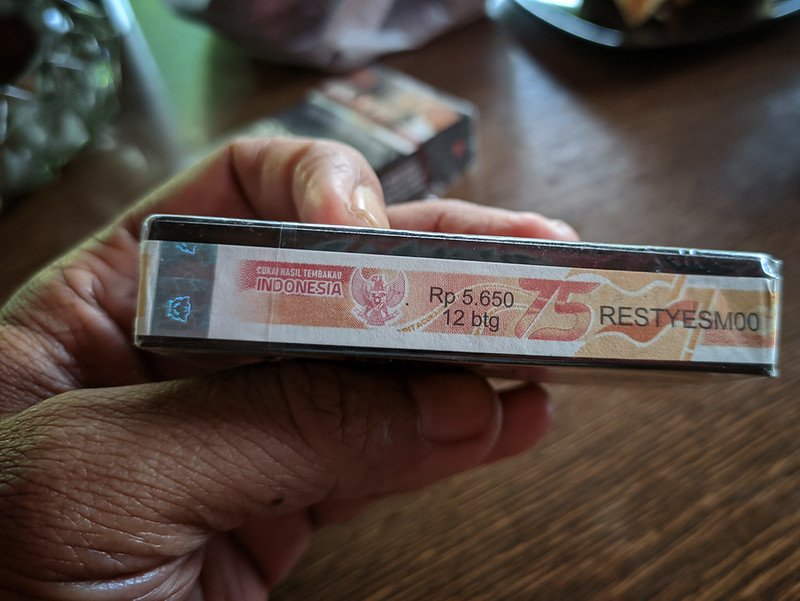 CUKAI HASIL TEMBAKAU
INDONESIA
Rp 5.650
12 btg
75
RESTYESM00